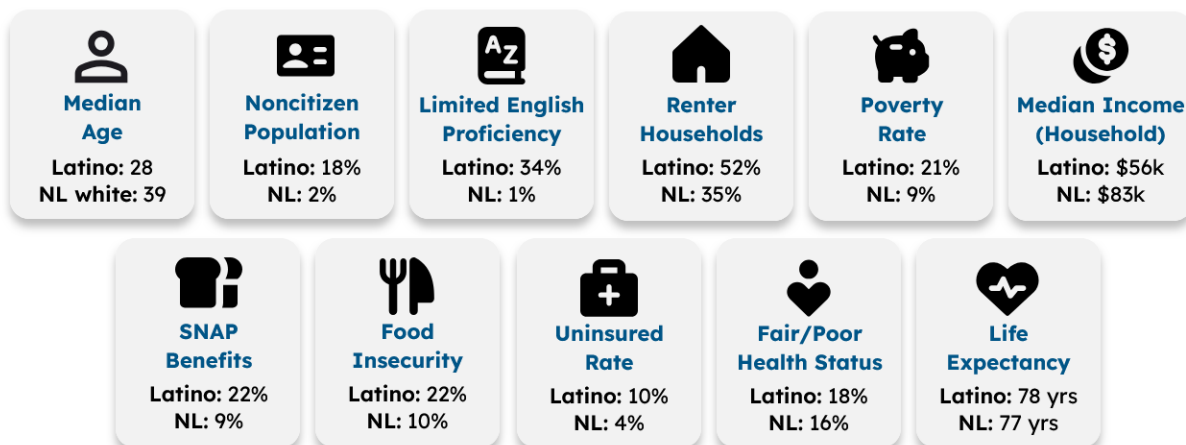 AZ
Median
Age
Latino: 28
NL white: 39
Noncitizen
Population
Latino: 18%
NL: 2%
Limited English
Proficiency
Latino: 34%
NL: 1%
Renter
Households
Latino: 52%
NL: 35%
Poverty
Rate
Latino: 21%
NL: 9%
$
Median Income
(Household)
Latino: $56k
NL: $83k
SNAP
Benefits
Latino: 22%
NL: 9%
Food
Insecurity
Latino: 22%
NL: 10%
Uninsured
Rate
Latino: 10%
NL: 4%
Fair/Poor
Health Status
Latino: 18%
NL: 16%
Life
Expectancy
Latino: 78 yrs
NL: 77 yrs